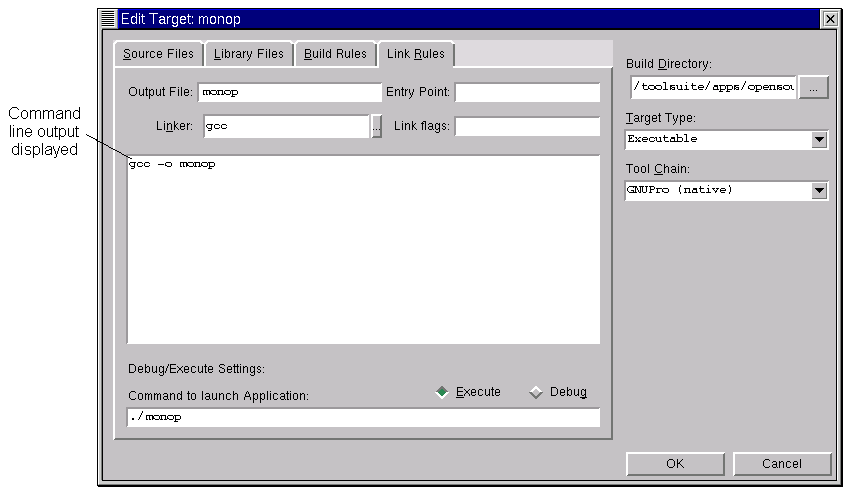 Edit Target: monop
Source Files Library Files Build Rules Link Rules
Output File: monop Entry Point:
Linker: gcc ... Link flags:
Command
line output
displayed
gcc -o monop
Debug/Execute Settings:
Command to launch Application:
Execute Debug
./monop
Build Directory:
/toolsuite/apps/opensou ...
Target Type:
Executable
Tool Chain:
GNUPro (native)
OK Cancel